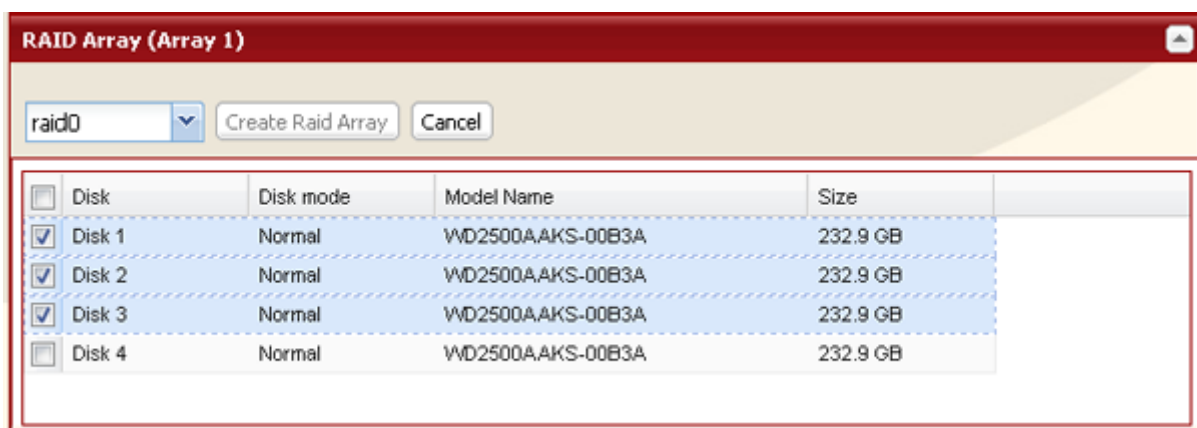 RAID Array (Array 1)
raid0 Create Raid Array Cancel
Disk Disk mode Model Name Size
Disk 1 Normal WD2500AAKS-00B3A 232.9 GB
Disk 2 Normal WD2500AAKS-00B3A 232.9 GB
Disk 3 Normal WD2500AAKS-00B3A 232.9 GB
Disk 4 Normal WD2500AAKS-00B3A 232.9 GB